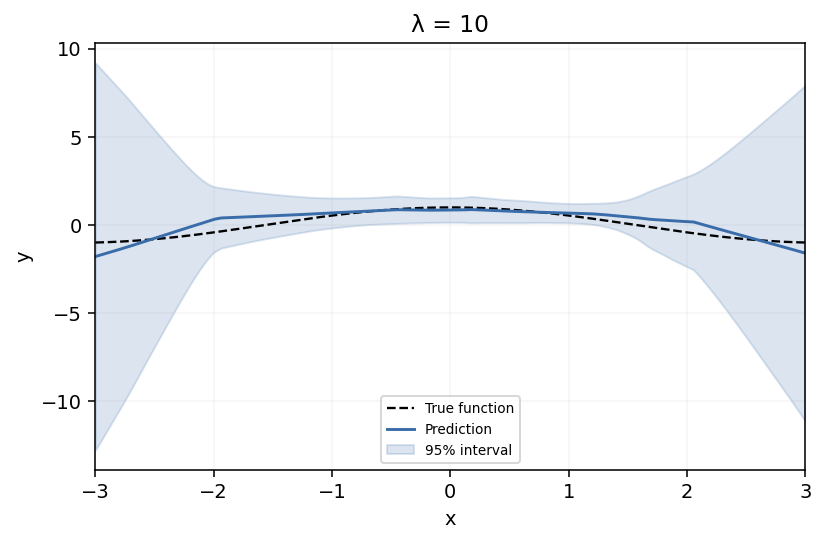 λ = 10
10
5
0
−5
−10
y
−3
−2
−1
0
1
2
3
x
True function
Prediction
95% interval